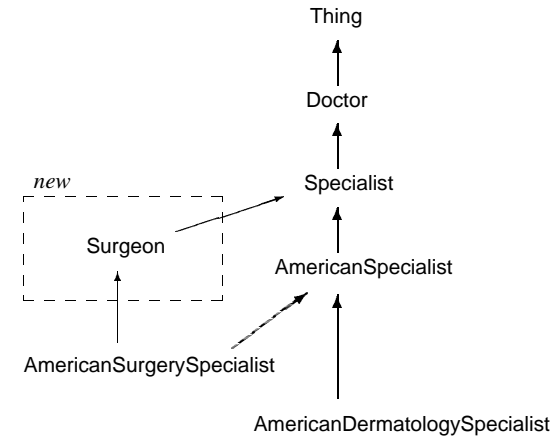 Thing
Doctor
Specialist
new
Surgeon
AmericanSpecialist
AmericanSurgerySpecialist
AmericanDermatologySpecialist